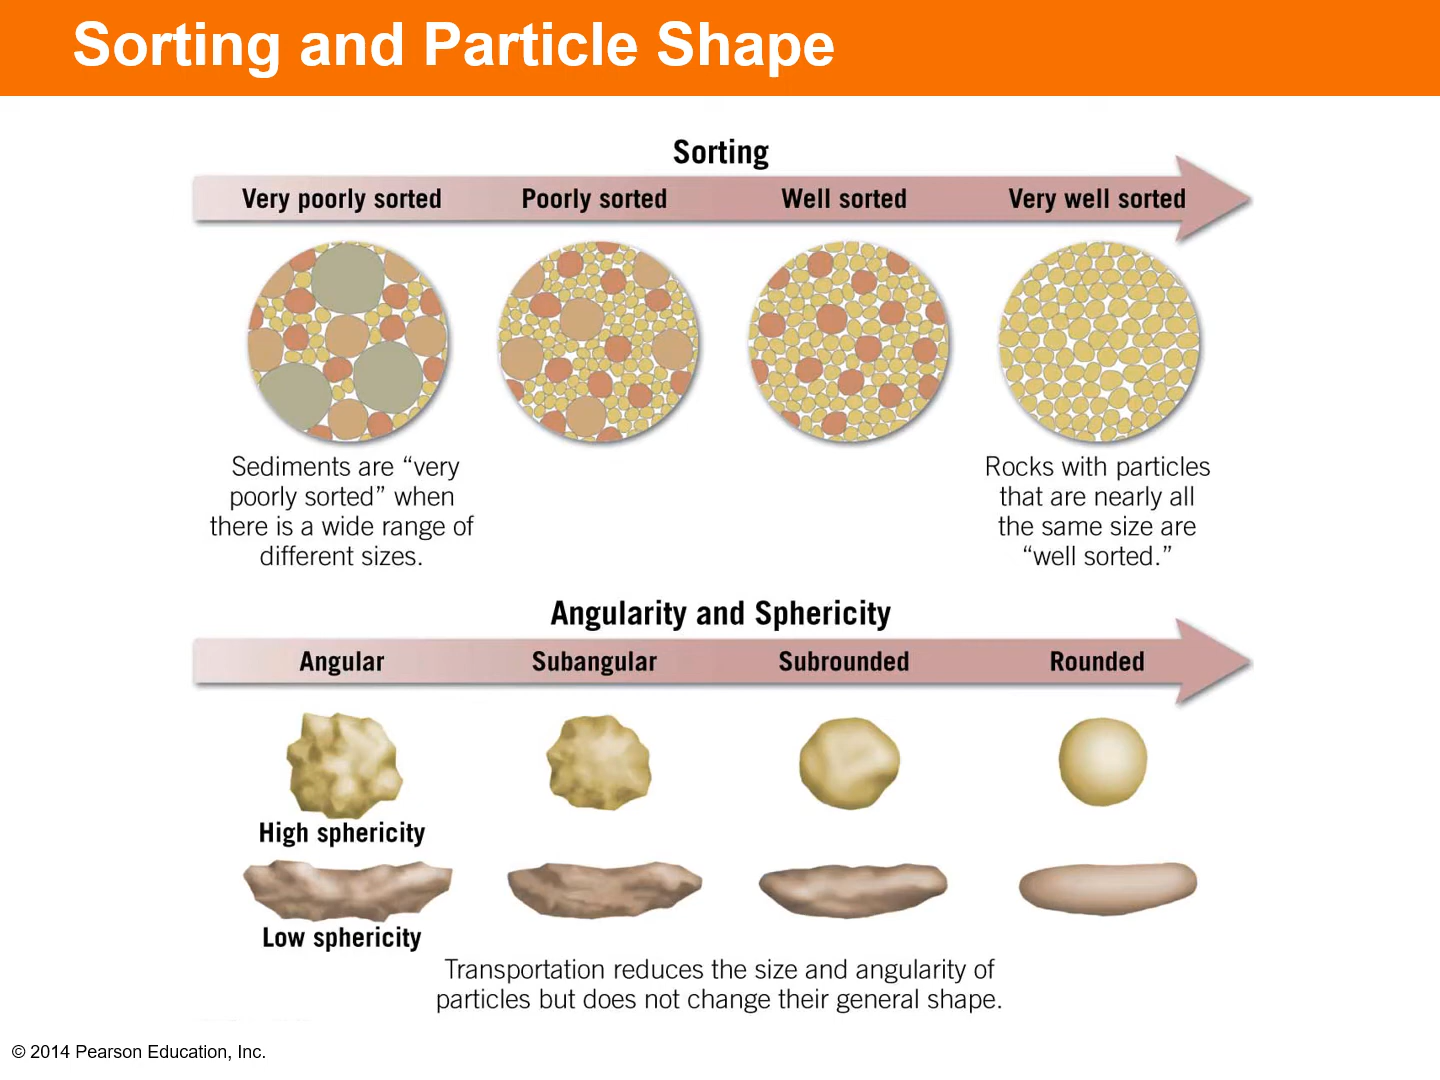 Sorting and Particle Shape
Sorting
Very poorly sorted Poorly sorted Well sorted Very well sorted
Sediments are “very
poorly sorted” when
there is a wide range of
different sizes.
Rocks with particles
that are nearly all
the same size are
“well sorted.”
Angularity and Sphericity
Angular Subangular Subrounded Rounded
High sphericity
Low sphericity
Transportation reduces the size and angularity of
particles but does not change their general shape.
© 2014 Pearson Education, Inc.